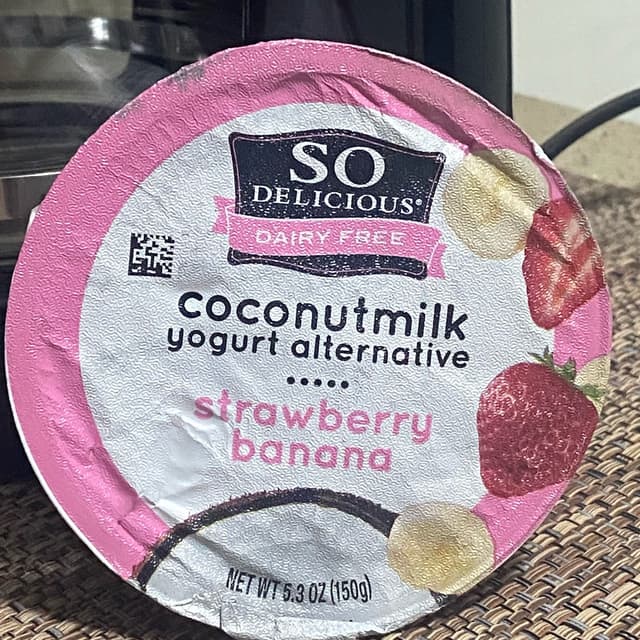 SO
DELICIOUS®
DAIRY FREE
coconutmilk
yogurt alternative
strawberry
banana
NET WT 5.3 OZ (150g)